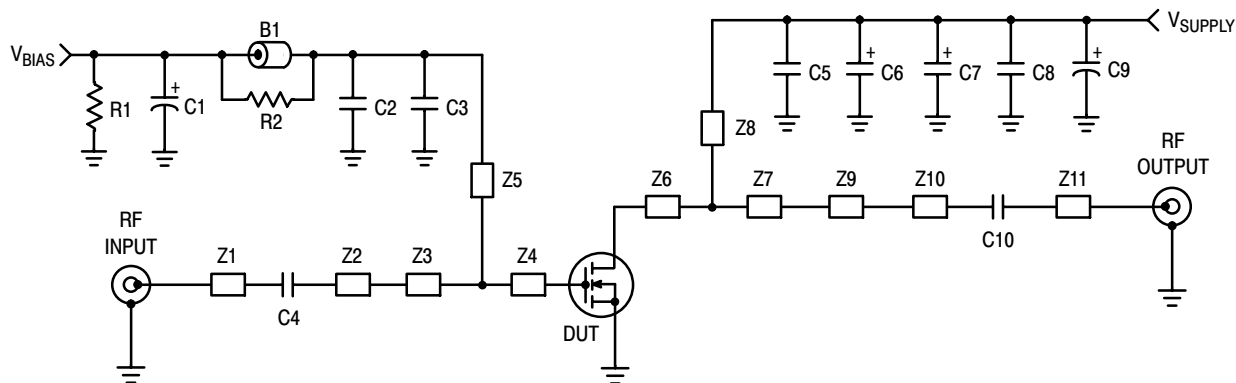 B1
V_BIAS
R1
+
C1
R2
C2
C3
Z5
RF
INPUT
Z1
C4
Z2
Z3
Z4
DUT
V_SUPPLY
C5
+
C6
+
C7
C8
+
C9
Z8
Z6
Z7
Z9
Z10
C10
Z11
RF
OUTPUT